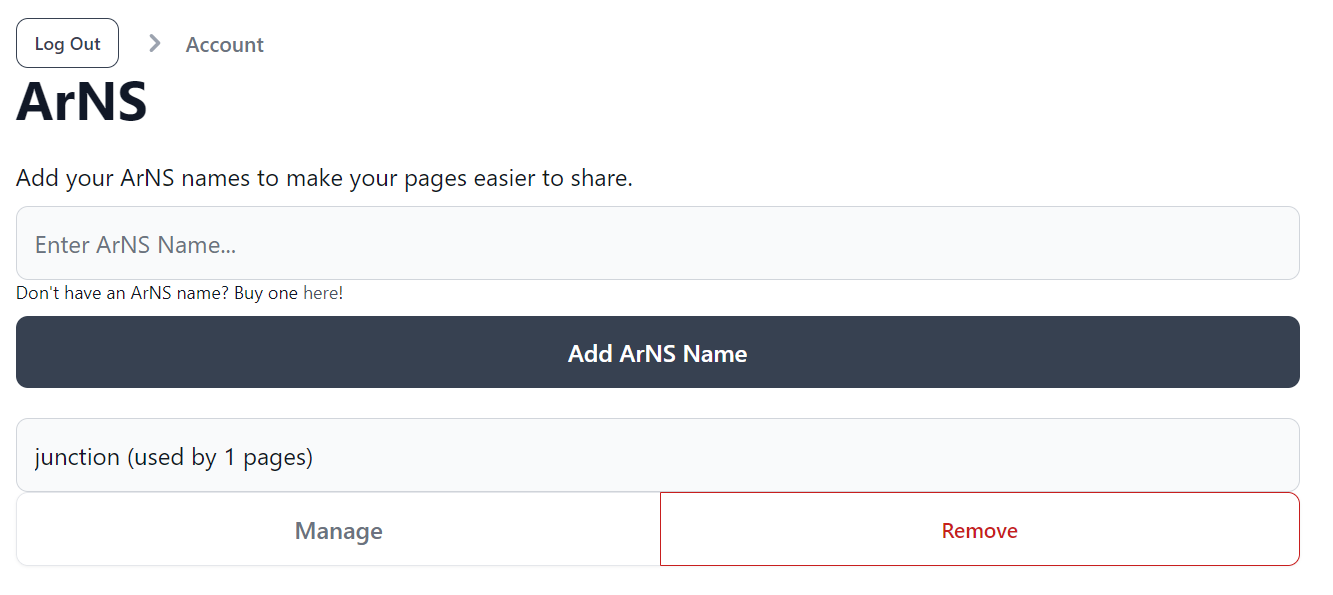 Log Out > Account
ArNS
Add your ArNS names to make your pages easier to share.
Enter ArNS Name...
Don't have an ArNS name? Buy one here!
Add ArNS Name
junction (used by 1 pages)
Manage Remove